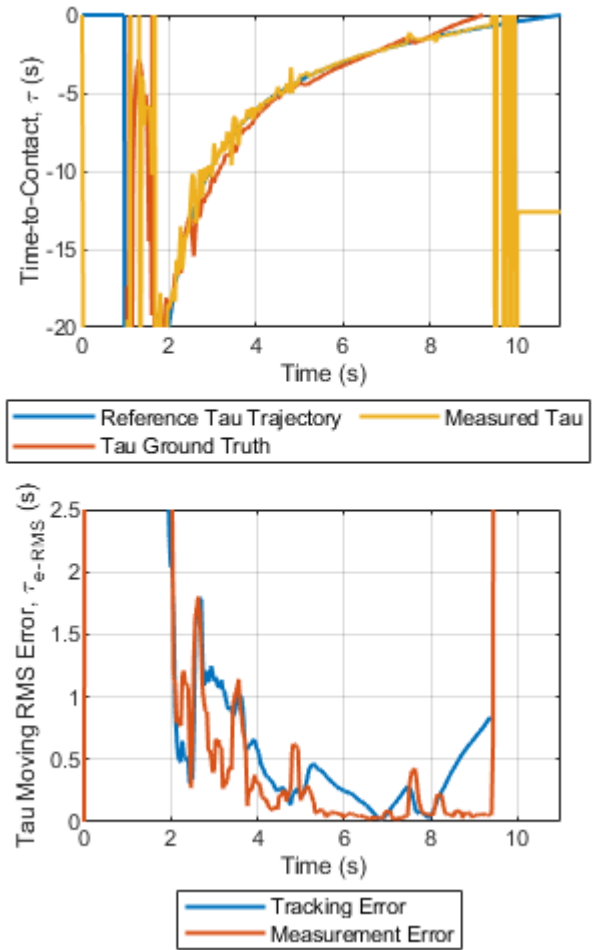 0
-5
-10
-15
-20
Time-to-Contact, τ (s)
0 2 4 6 8 10
Time (s)
Reference Tau Trajectory Measured Tau
Tau Ground Truth
2.5
2
1.5
1
0.5
0
Tau Moving RMS Error, τe-RMS (s)
0 2 4 6 8 10
Time (s)
Tracking Error
Measurement Error